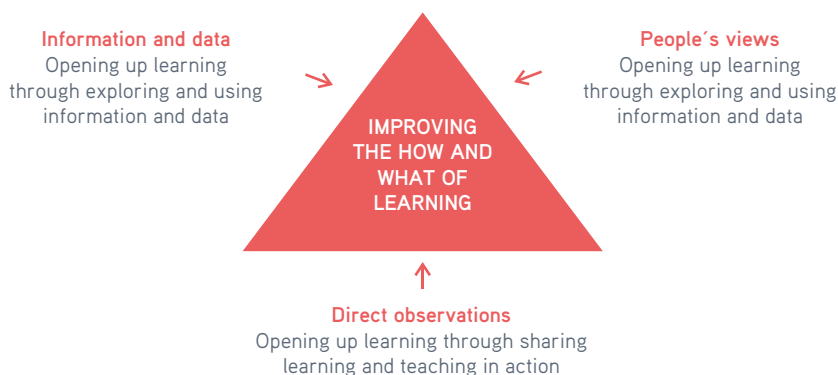 Information and data
Opening up learning
through exploring and using
information and data
People´s views
Opening up learning
through exploring and using
information and data
IMPROVING
THE HOW AND
WHAT OF
LEARNING
Direct observations
Opening up learning through sharing
learning and teaching in action